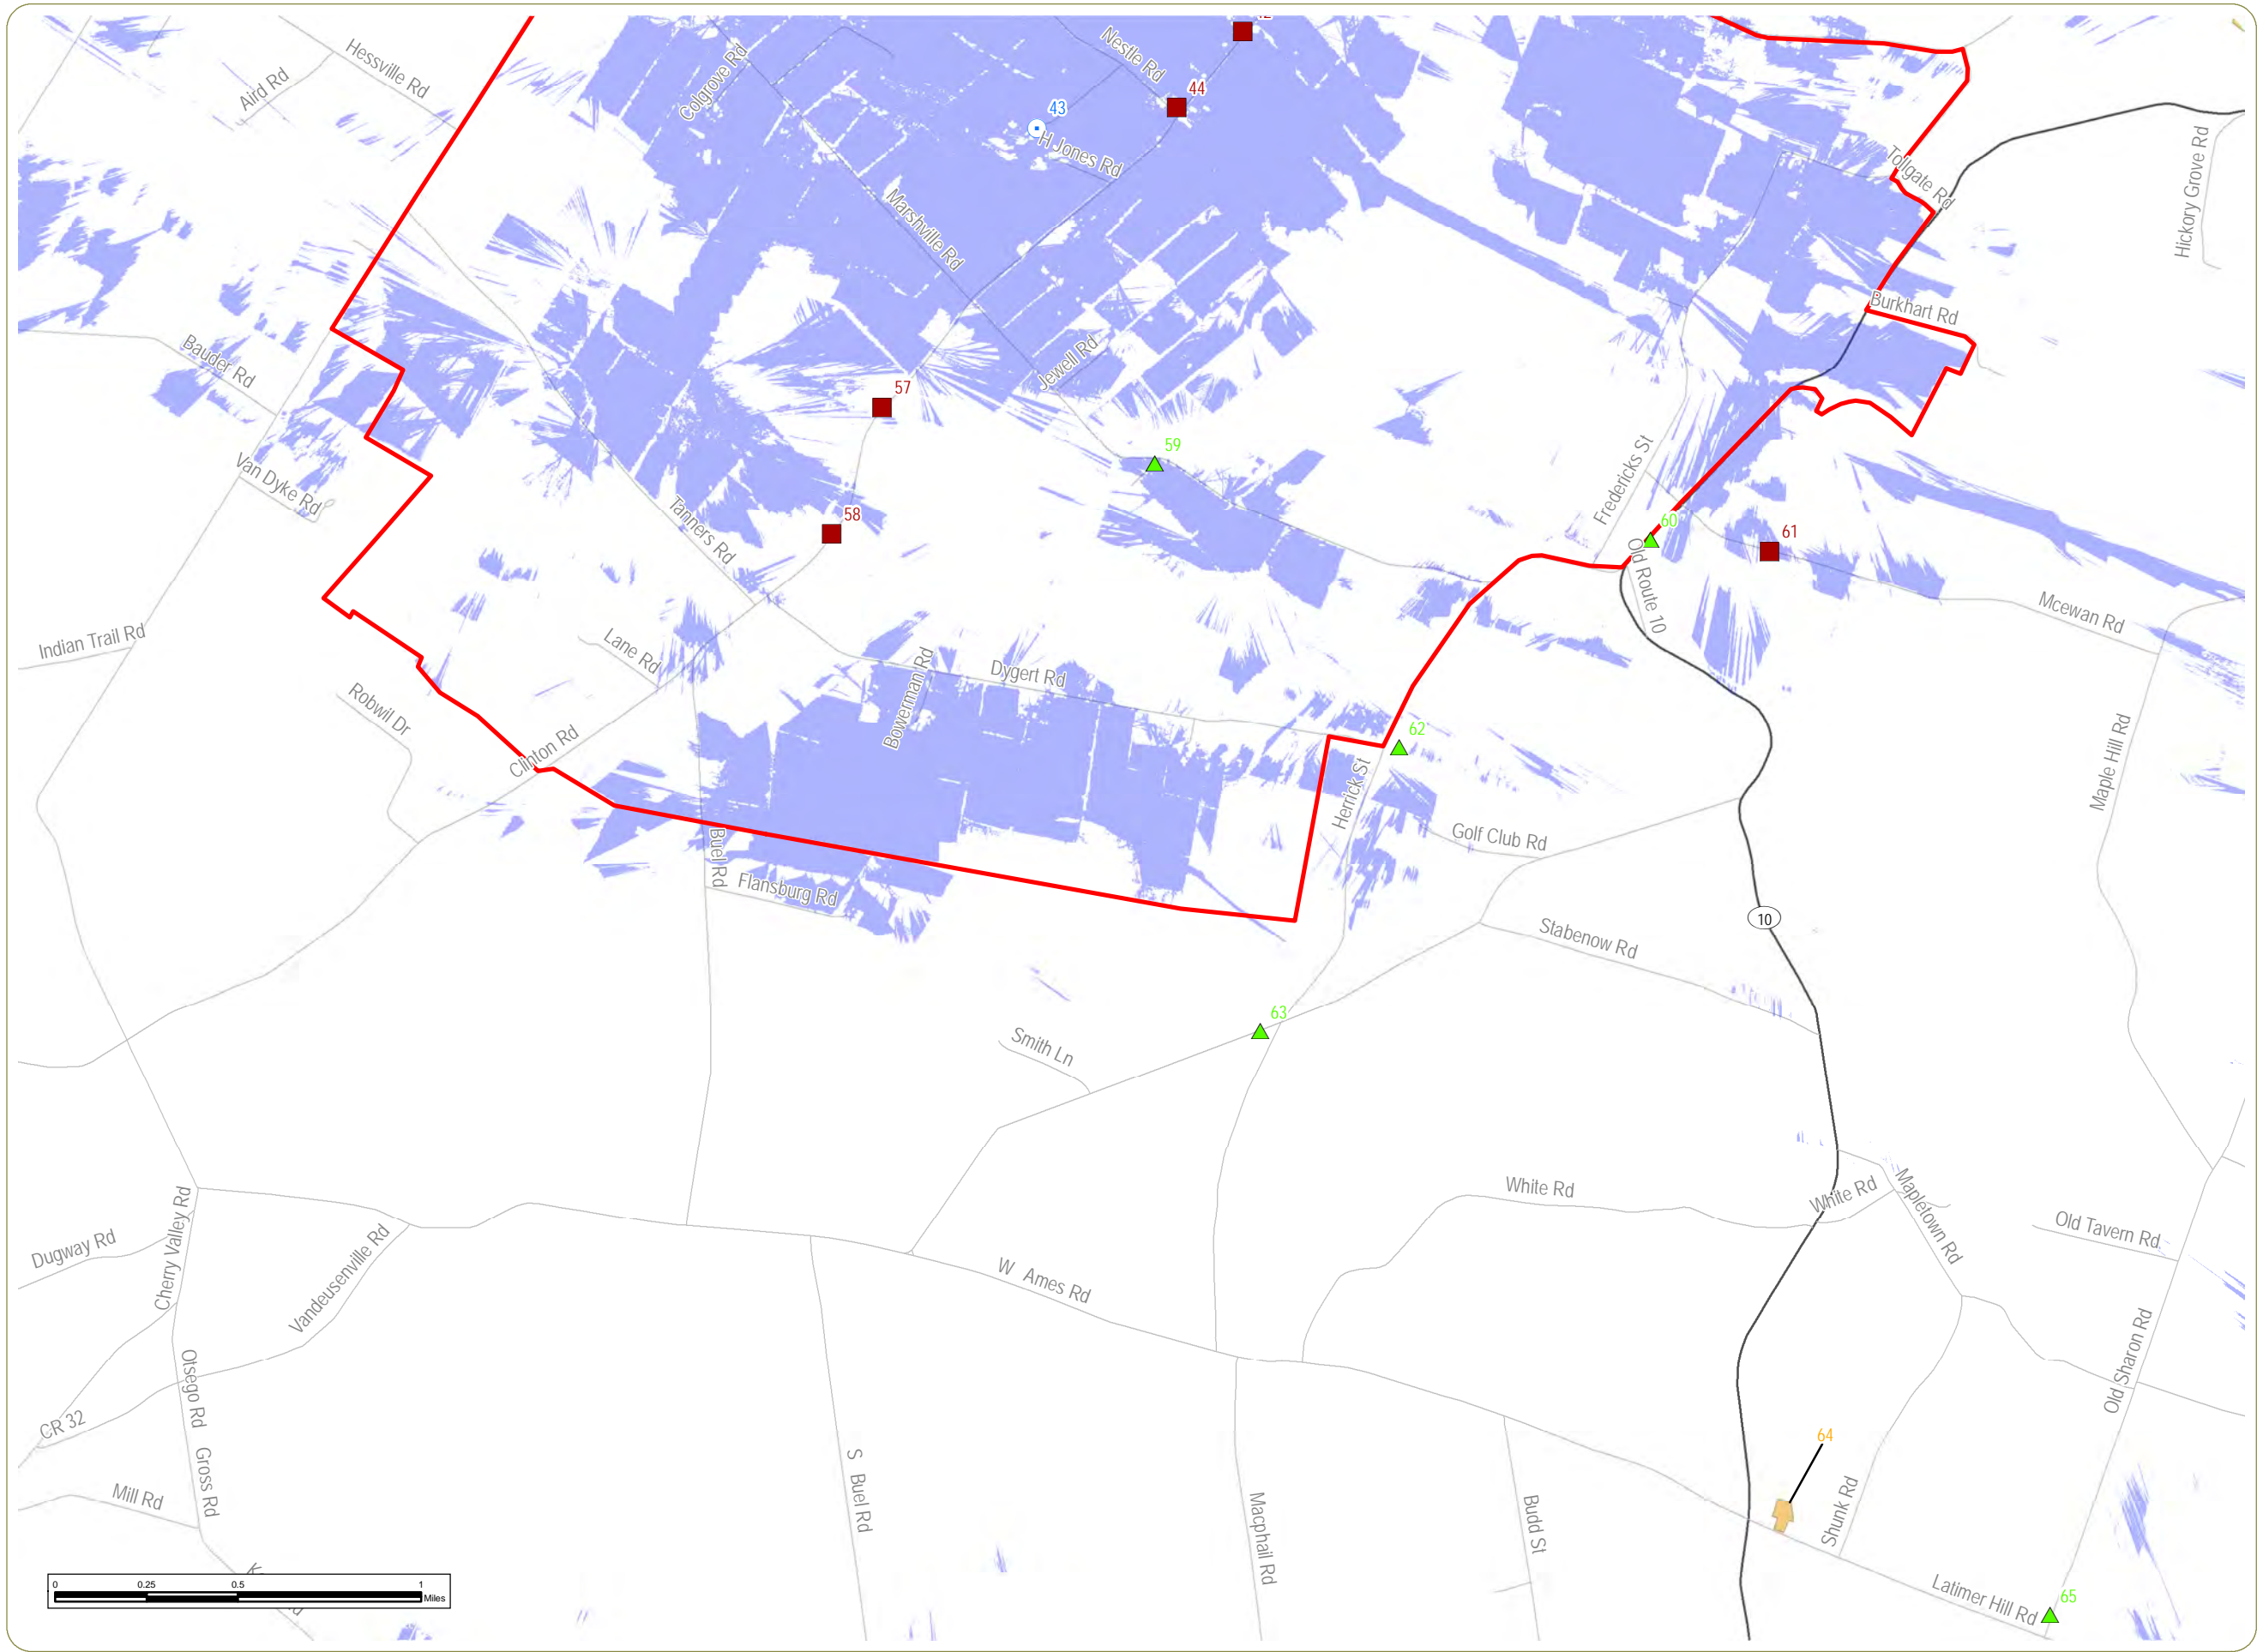 Nestle Rd
Hessville Rd
Aird Rd
Colgrove Rd
44
43
H Jones Rd
Tollgate Rd
Hickory Grove Rd
Marshville Rd
Burkhart Rd
Bauder Rd
Jewell Rd
57
59
Van Dyke Rd
Fredericks St
58
Tanners Rd
60
61
Old Route 10
Mcewan Rd
Indian Trail Rd
Lane Rd
Dygert Rd
Bowerman Rd
Robwil Dr
Clinton Rd
62
Maple Hill Rd
Herrick St
Golf Club Rd
Buel Rd
Flansburg Rd
10
Stabenow Rd
63
Smith Ln
White Rd
White Rd
Mapletown Rd
Cherry Valley Rd
Dugway Rd
Vandeusenville Rd
Old Tavern Rd
W Ames Rd
Old Sharon Rd
Otsego Rd
CR 32
64
Gross Rd
S Buel Rd
Mill Rd
Macphail Rd
Budd St
Shunk Rd
Latimer Hill Rd
65
0 0.25 0.5 1
Miles